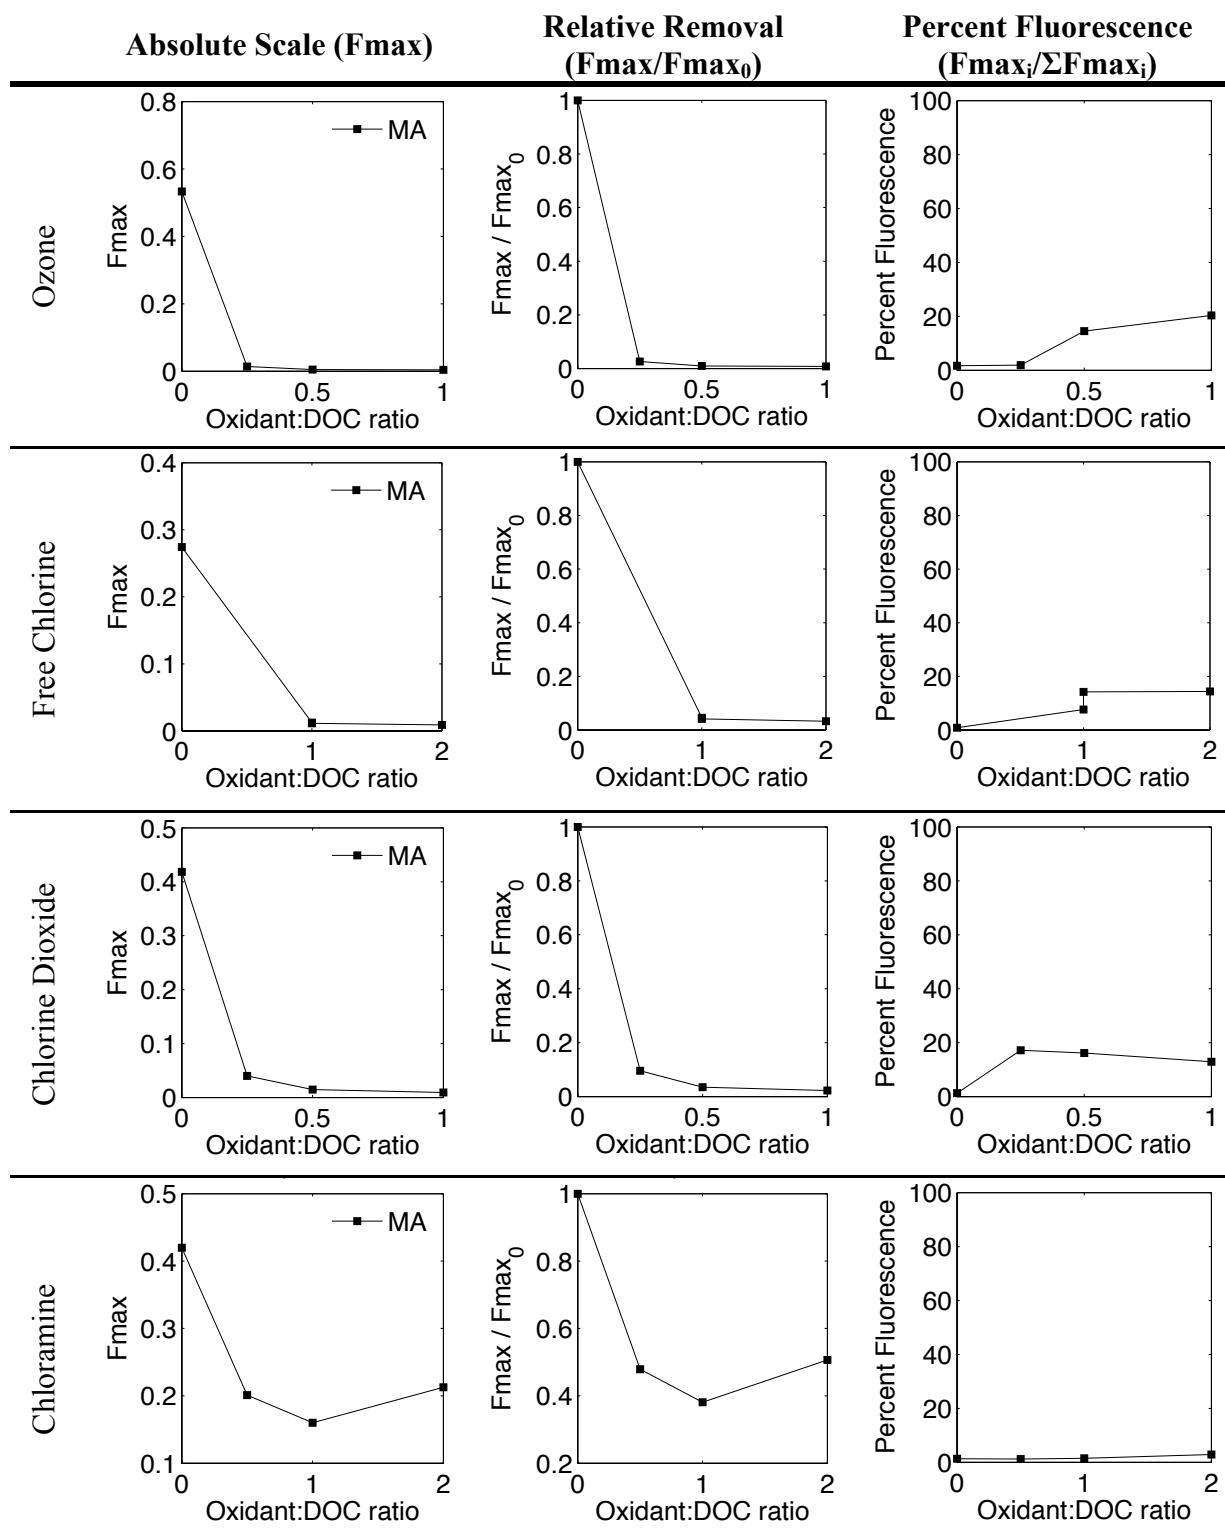 Absolute Scale (Fmax)
Relative Removal
(Fmax/Fmax₀)
Percent Fluorescence
(Fmaxᵢ/ΣFmaxᵢ)
Ozone
0.8
0.6
0.4
0.2
0
Fmax
MA
0
0.5
1
Oxidant:DOC ratio
1
0.8
0.6
0.4
0.2
0
Fmax / Fmax₀
0
0.5
1
Oxidant:DOC ratio
100
80
60
40
20
0
Percent Fluorescence
0
0.5
1
Oxidant:DOC ratio
Free Chlorine
0.4
0.3
0.2
0.1
0
Fmax
MA
0
1
2
Oxidant:DOC ratio
1
0.8
0.6
0.4
0.2
0
Fmax / Fmax₀
0
1
2
Oxidant:DOC ratio
100
80
60
40
20
0
Percent Fluorescence
0
1
2
Oxidant:DOC ratio
Chlorine Dioxide
0.5
0.4
0.3
0.2
0.1
0
Fmax
MA
0
0.5
1
Oxidant:DOC ratio
1
0.8
0.6
0.4
0.2
0
Fmax / Fmax₀
0
0.5
1
Oxidant:DOC ratio
100
80
60
40
20
0
Percent Fluorescence
0
0.5
1
Oxidant:DOC ratio
Chloramine
0.5
0.4
0.3
0.2
0.1
Fmax
MA
0
1
2
Oxidant:DOC ratio
1
0.8
0.6
0.4
0.2
Fmax / Fmax₀
0
1
2
Oxidant:DOC ratio
100
80
60
40
20
0
Percent Fluorescence
0
1
2
Oxidant:DOC ratio